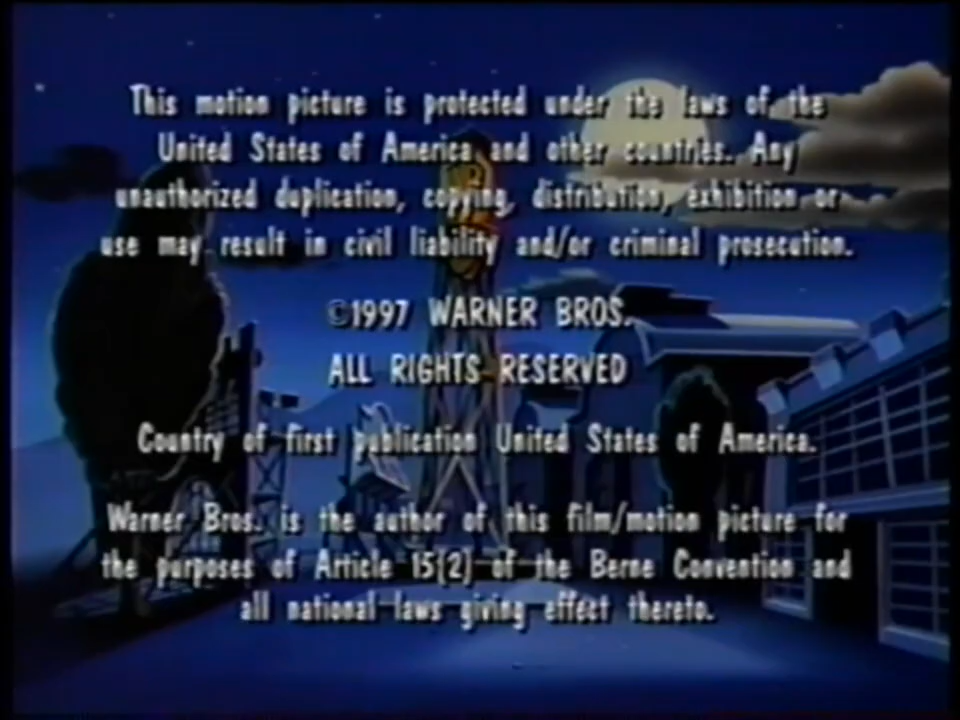 This motion picture is protected under the laws of the
United States of America and other countries. Any
unauthorized duplication, copying, distribution, exhibition or
use may result in civil liability and/or criminal prosecution.
©1997 WARNER BROS.
ALL RIGHTS RESERVED
Country of first publication United States of America.
Warner Bros. is the author of this film/motion picture for
the purposes of Article 15(2) of the Berne Convention and
all national laws giving effect thereto.